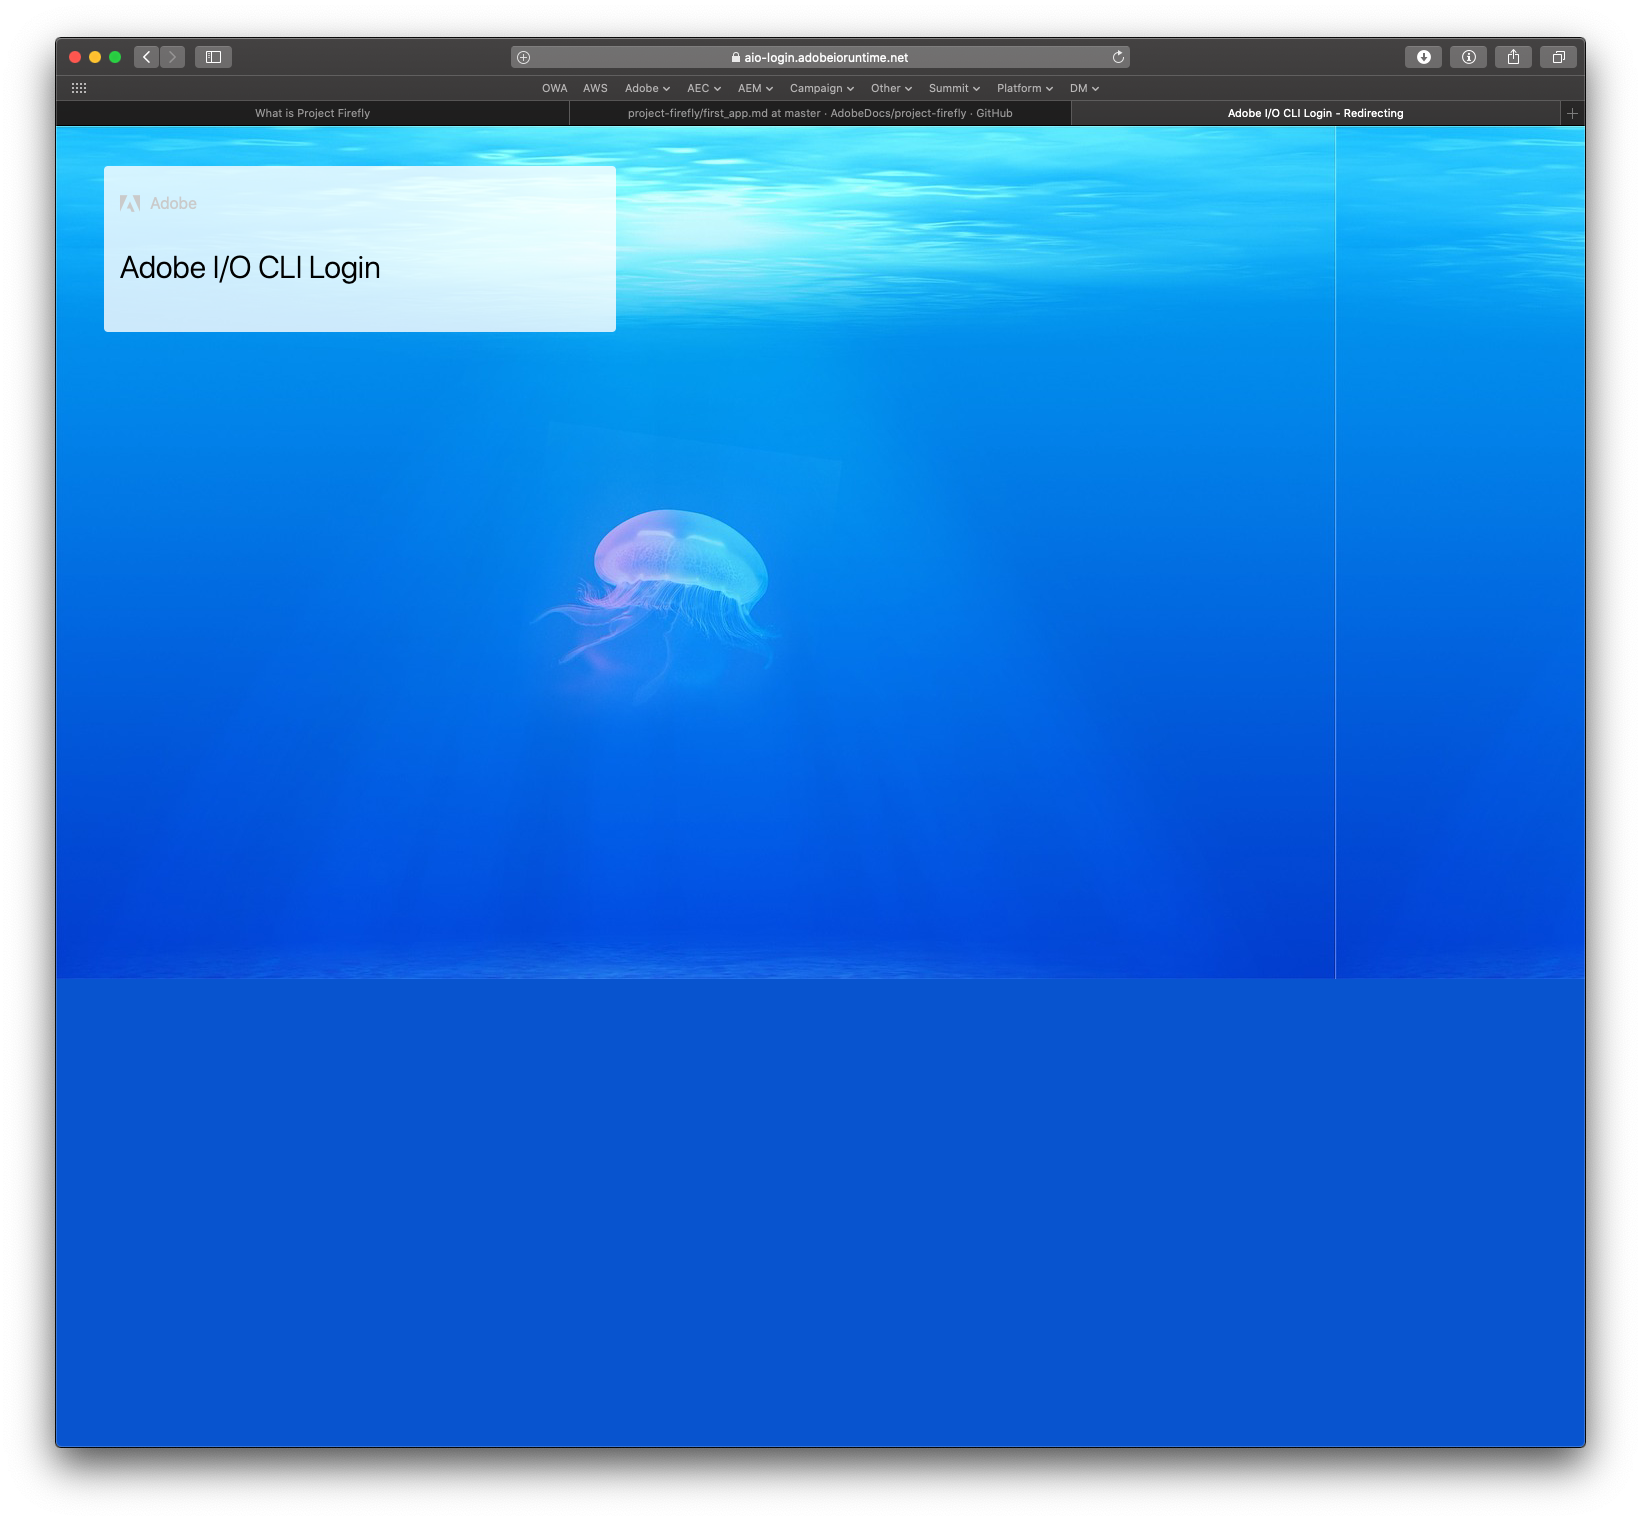 aio-login.adobeioruntime.net
OWA AWS Adobe AEC AEM Campaign Other Summit Platform DM
What is Project Firefly
project-firefly/first_app.md at master · AdobeDocs/project-firefly · GitHub
Adobe I/O CLI Login - Redirecting
Adobe
Adobe I/O CLI Login